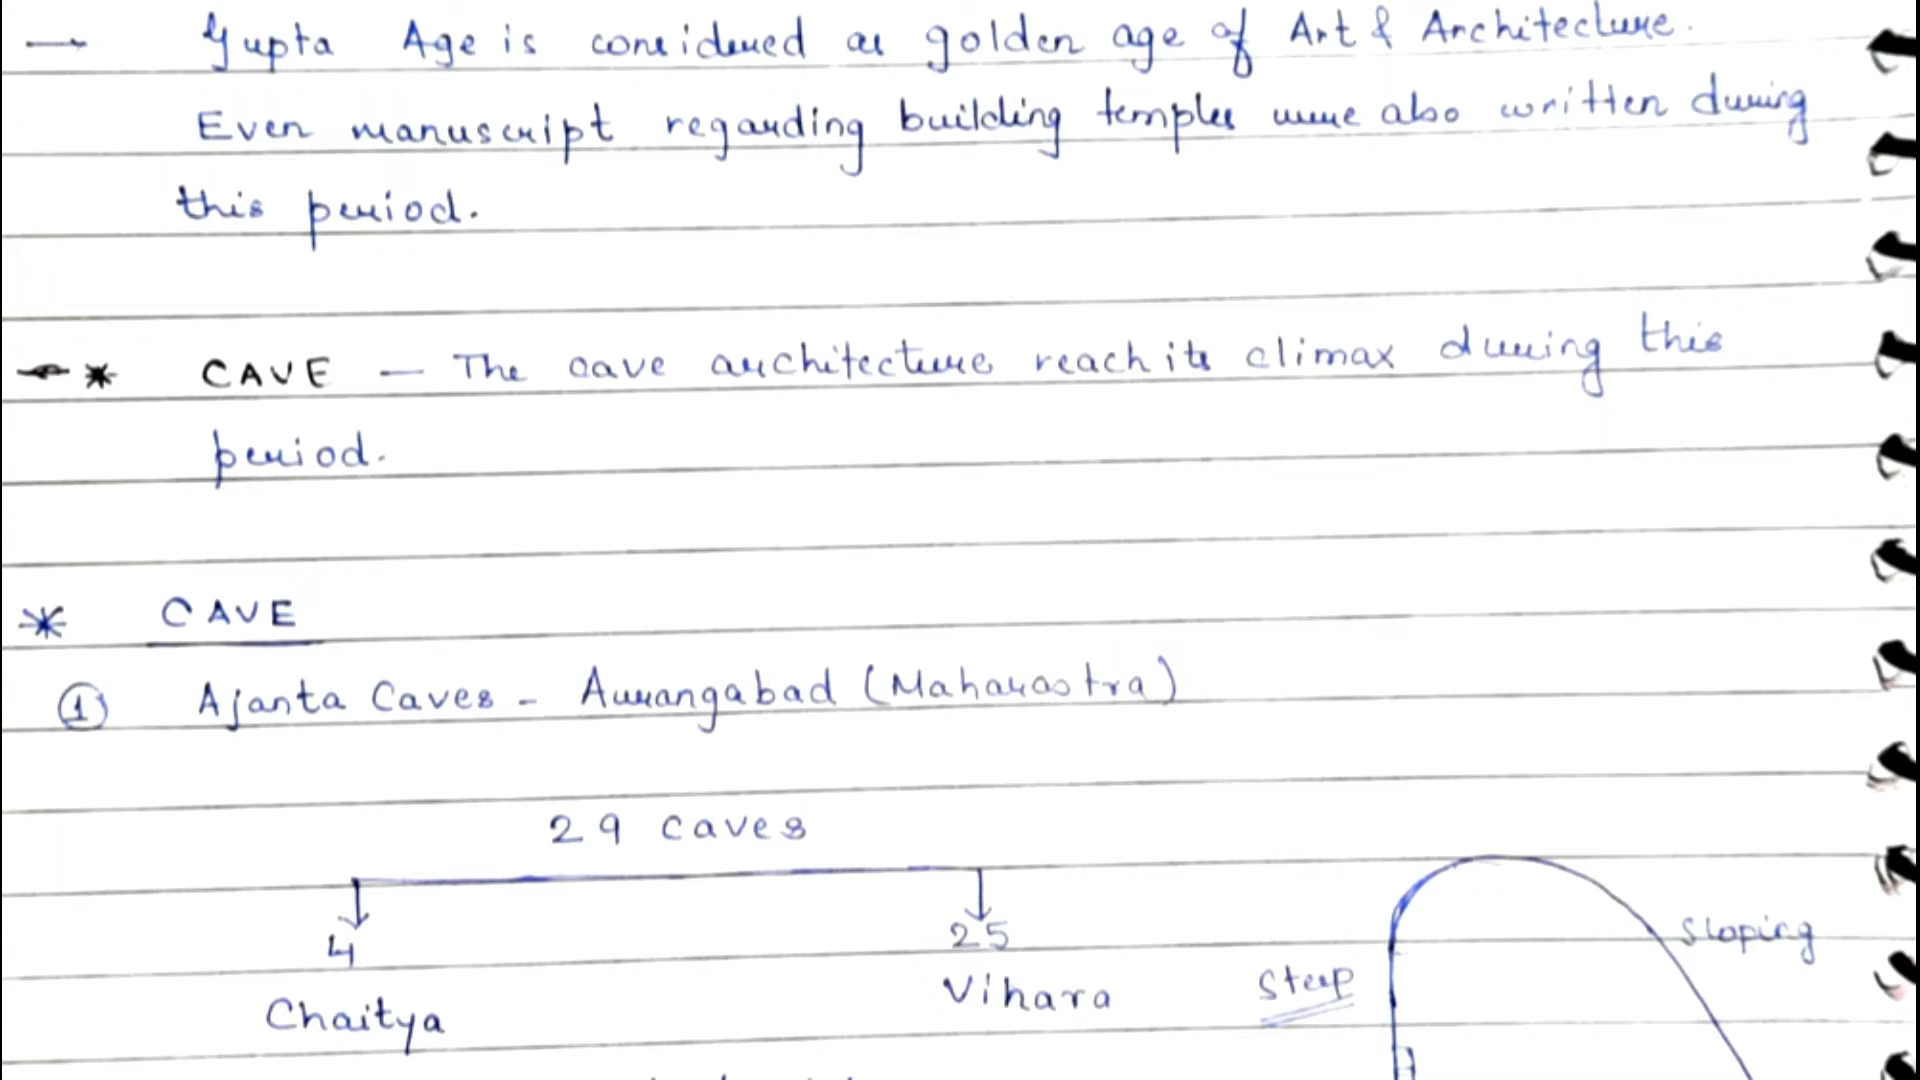 — Gupta Age is considered as golden age of Art & Architecture.
Even manuscript regarding building temples were also written during
this period.
* CAVE — The cave architecture reach its climax during this
period.
* CAVE
① Ajanta Caves - Aurangabad (Maharastra)
29 caves
4 25
Chaitya Vihara
Steep
Sloping